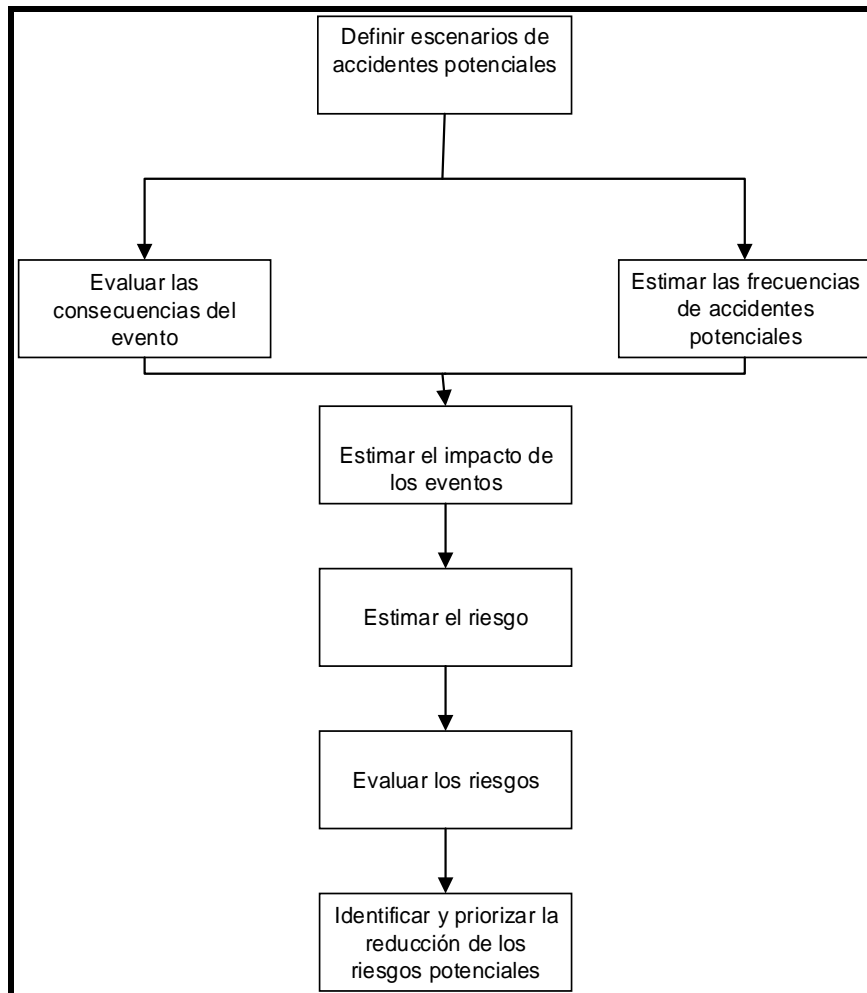 Definir escenarios de
accidentes potenciales
Evaluar las
consecuencias del
evento
Estimar las frecuencias
de accidentes
potenciales
Estimar el impacto de
los eventos
Estimar el riesgo
Evaluar los riesgos
Identificar y priorizar la
reducción de los
riesgos potenciales